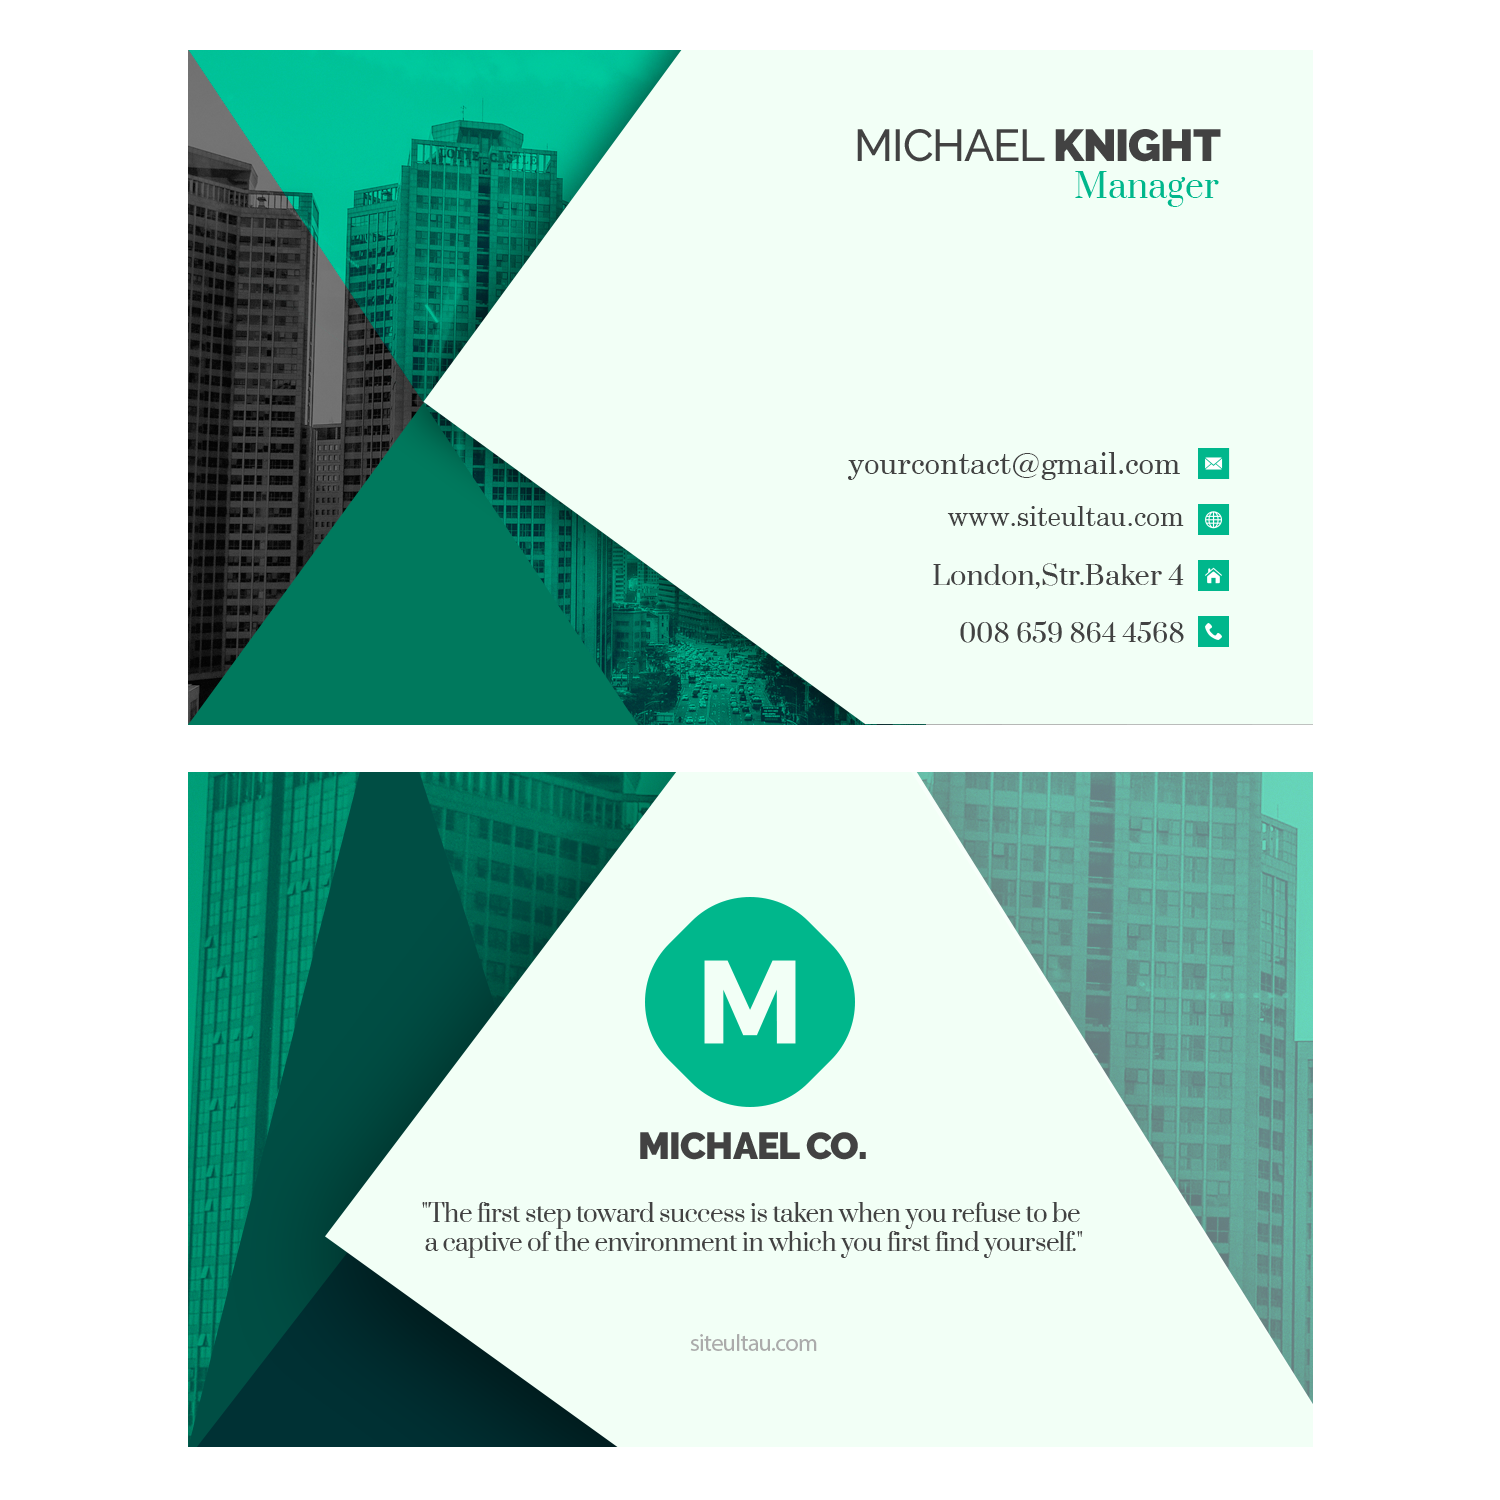 LOTTE CASTLE
MICHAEL KNIGHT
Manager
yourcontact@gmail.com
www.siteultau.com
London,Str.Baker 4
008 659 864 4568
M
MICHAEL CO.
"The first step toward success is taken when you refuse to be
a captive of the environment in which you first find yourself."
siteultau.com